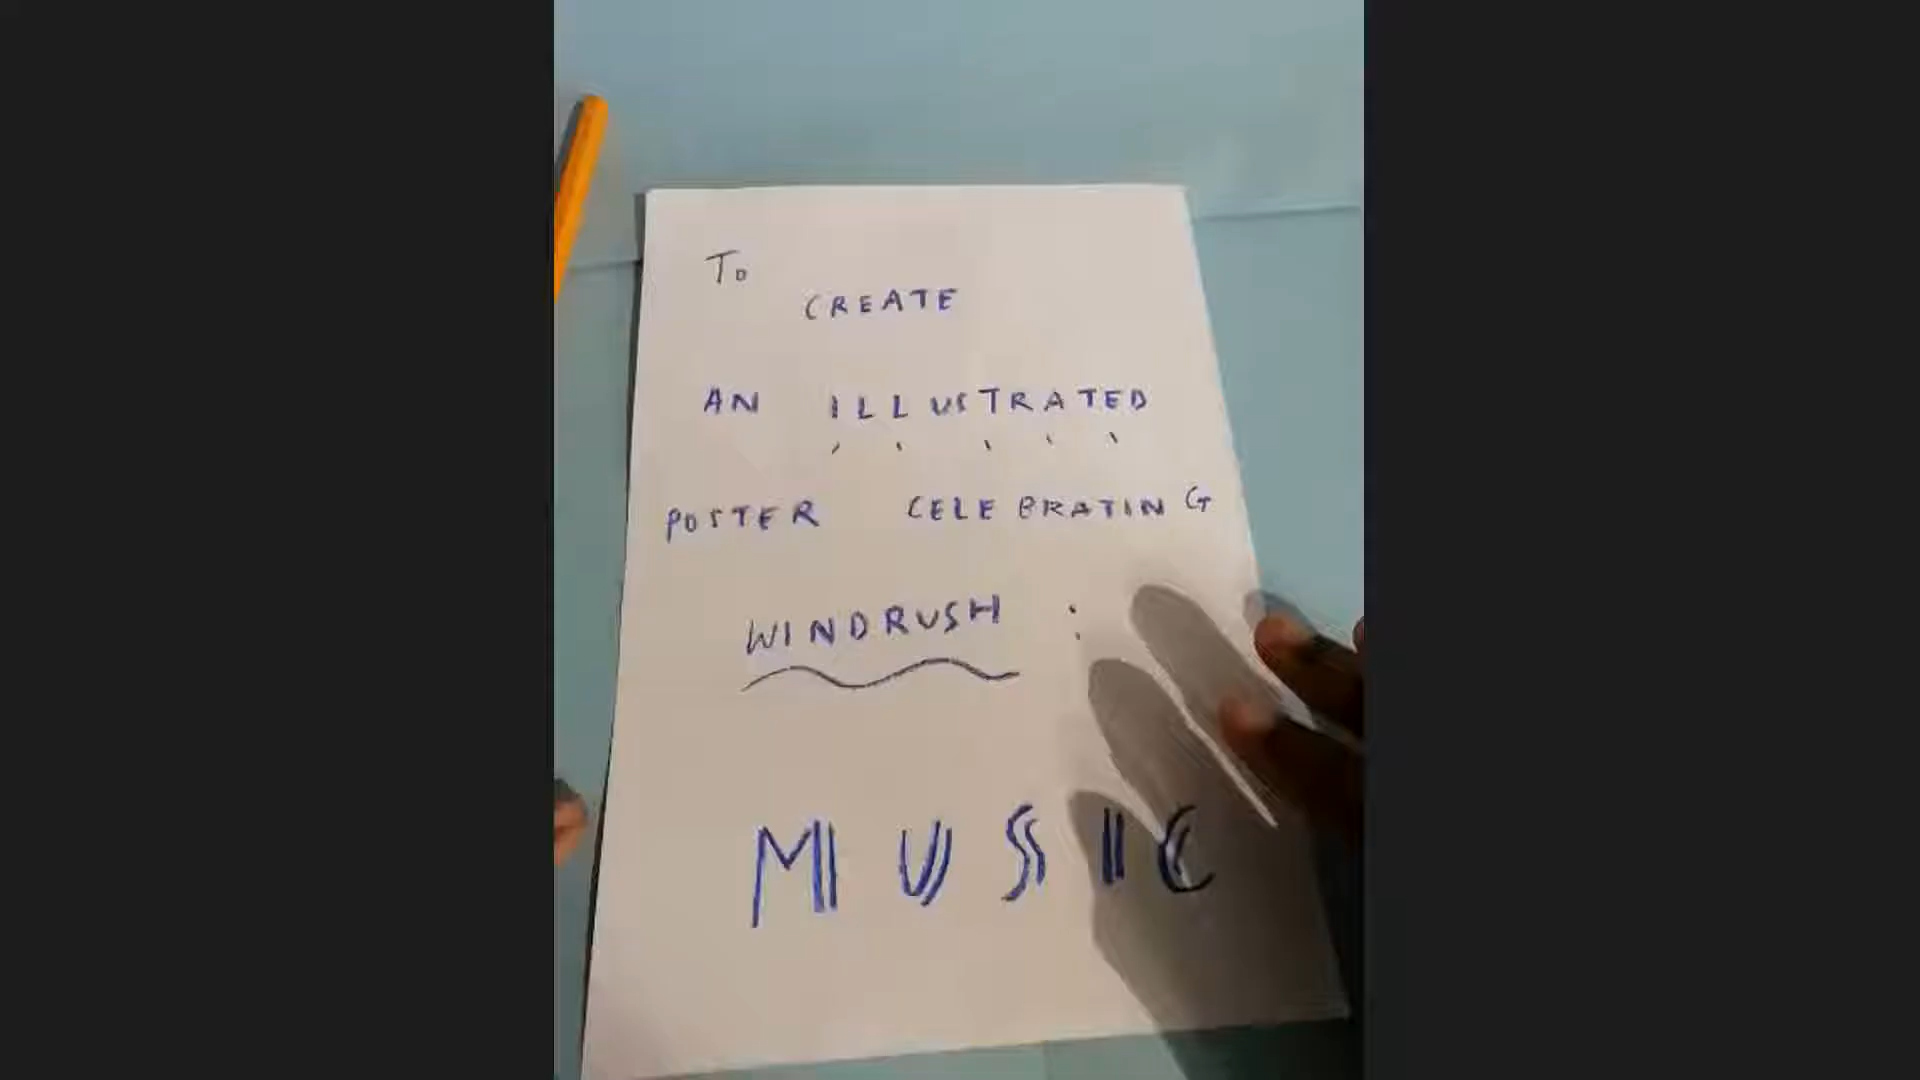 TO
CREATE
AN ILLUSTRATED
POSTER CELEBRATING
WINDRUSH :
MUSIC